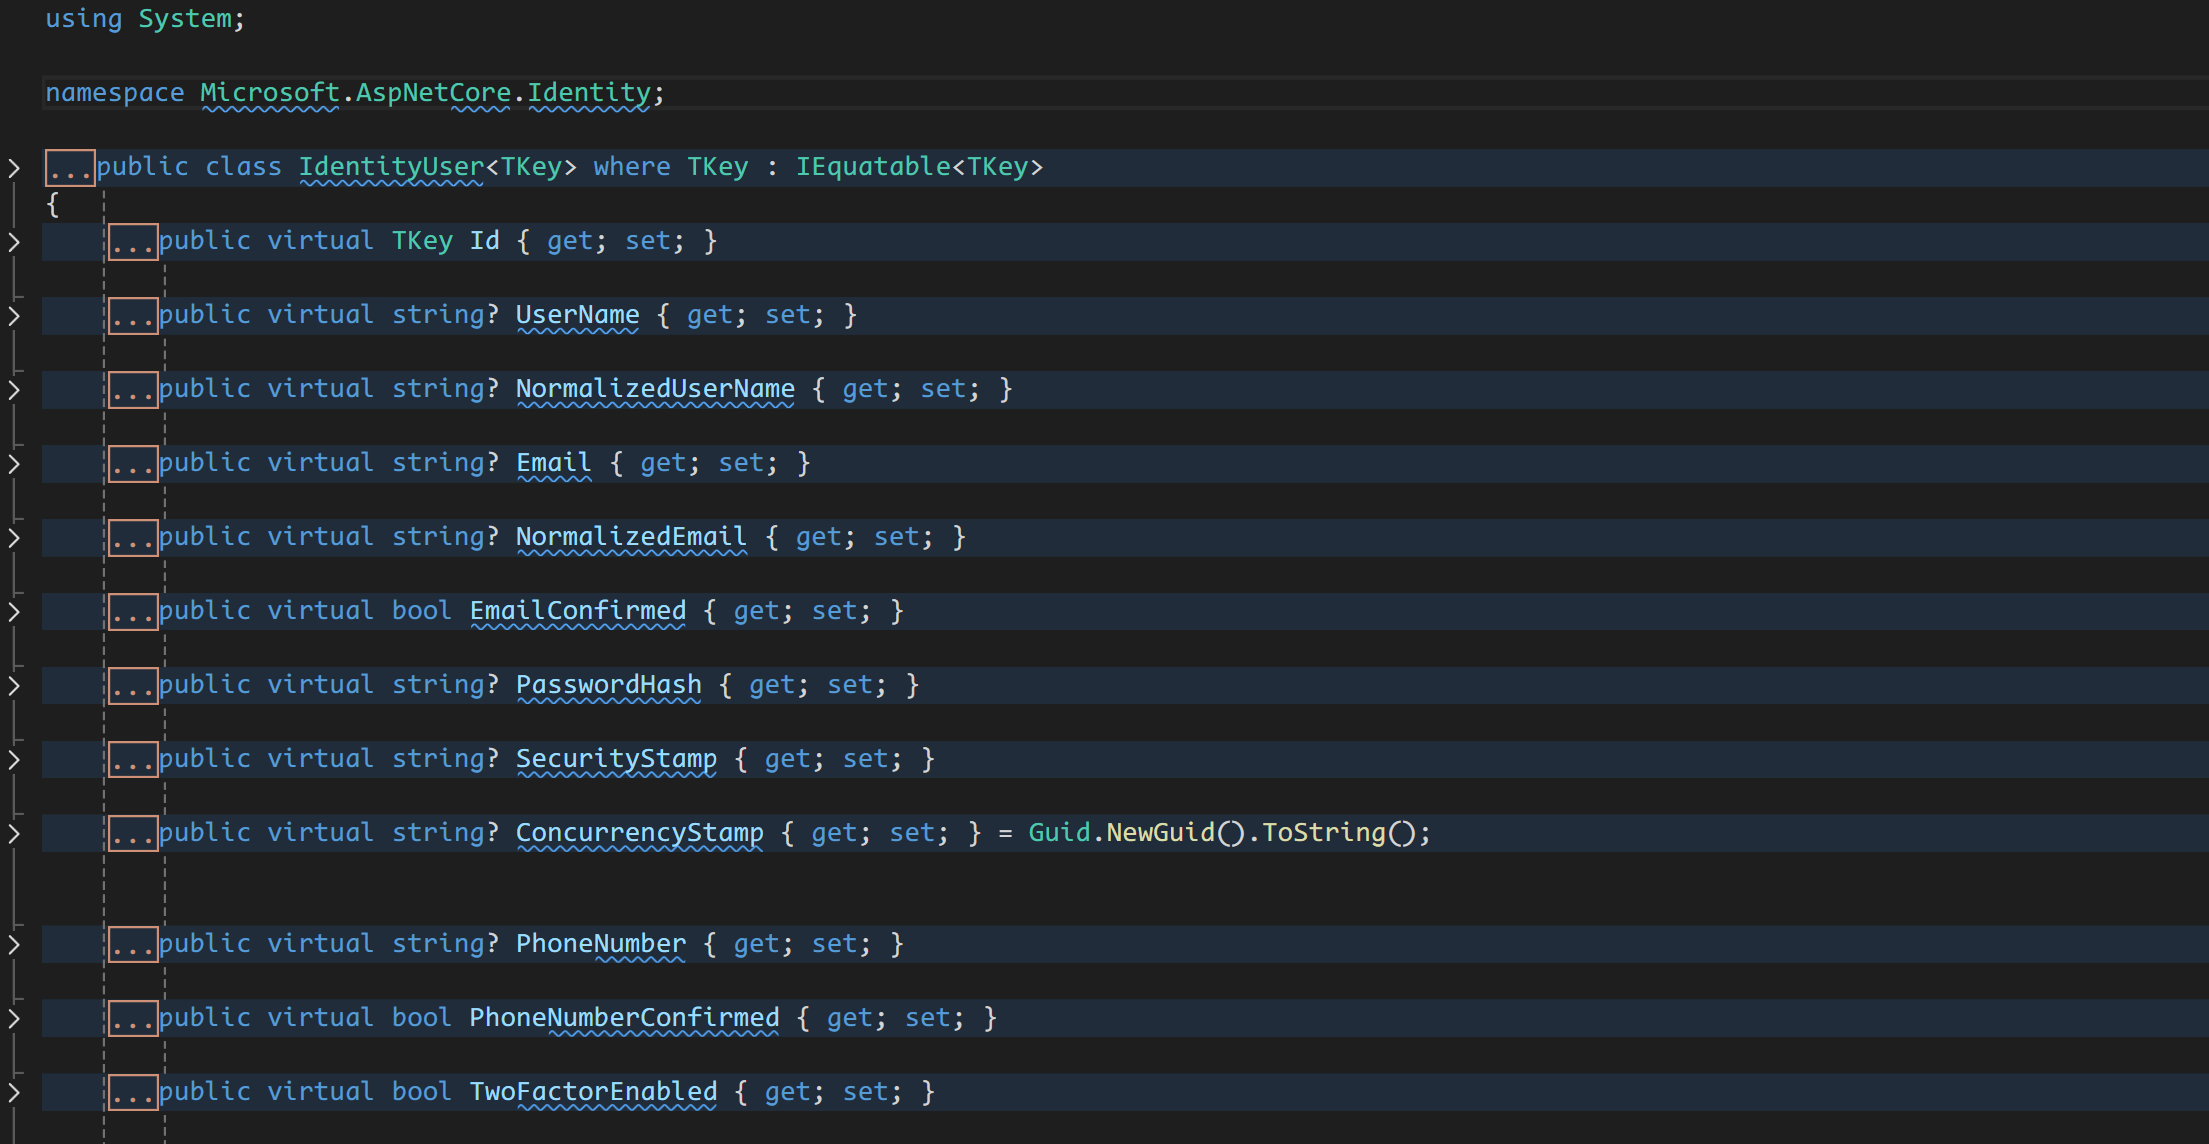 using System;
namespace Microsoft.AspNetCore.Identity;
...public class IdentityUser<TKey> where TKey : IEquatable<TKey>
{
...public virtual TKey Id { get; set; }
...public virtual string? UserName { get; set; }
...public virtual string? NormalizedUserName { get; set; }
...public virtual string? Email { get; set; }
...public virtual string? NormalizedEmail { get; set; }
...public virtual bool EmailConfirmed { get; set; }
...public virtual string? PasswordHash { get; set; }
...public virtual string? SecurityStamp { get; set; }
...public virtual string? ConcurrencyStamp { get; set; } = Guid.NewGuid().ToString();
...public virtual string? PhoneNumber { get; set; }
...public virtual bool PhoneNumberConfirmed { get; set; }
...public virtual bool TwoFactorEnabled { get; set; }